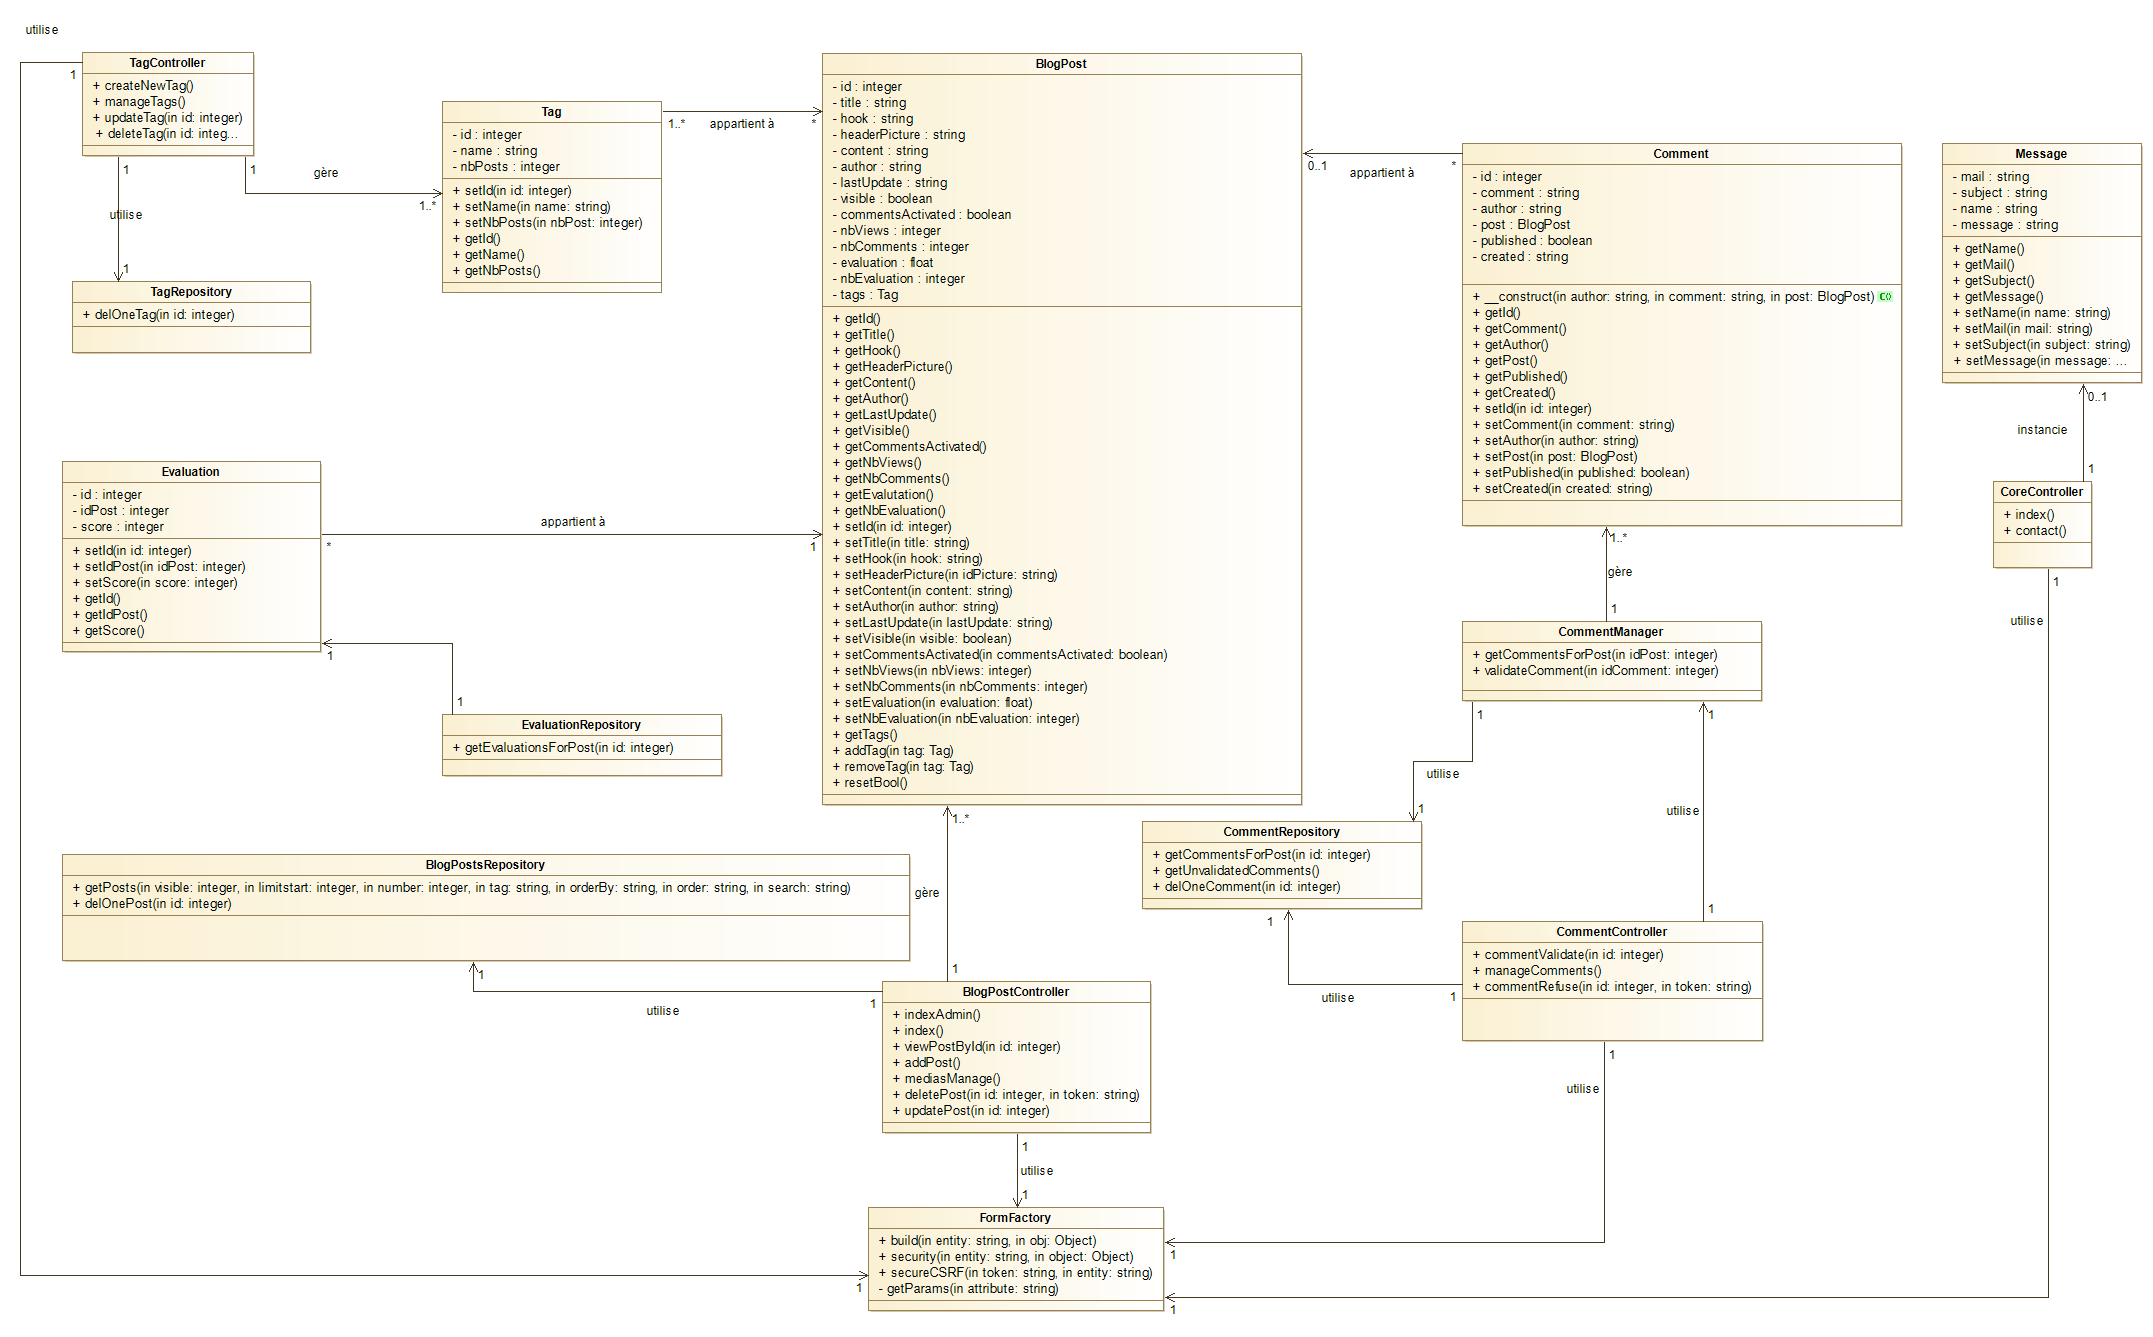 utilise
TagController
1
+ createNewTag()
+ manageTags()
+ updateTag(in id: integer)
+ deleteTag(in id: integ...
1
1
gère
1..*
utilise
1
TagRepository
+ delOneTag(in id: integer)
Tag
- id : integer
- name : string
- nbPosts : integer
+ setId(in id: integer)
+ setName(in name: string)
+ setNbPosts(in nbPost: integer)
+ getId()
+ getName()
+ getNbPosts()
1..*
appartient à
*
BlogPost
- id : integer
- title : string
- hook : string
- headerPicture : string
- content : string
- author : string
- lastUpdate : string
- visible : boolean
- commentsActivated : boolean
- nbViews : integer
- nbComments : integer
- evaluation : float
- nbEvaluation : integer
- tags : Tag
+ getId()
+ getTitle()
+ getHook()
+ getHeaderPicture()
+ getContent()
+ getAuthor()
+ getLastUpdate()
+ getVisible()
+ getCommentsActivated()
+ getNbViews()
+ getNbComments()
+ getEvalutation()
+ getNbEvaluation()
+ setId(in id: integer)
+ setTitle(in title: string)
+ setHook(in hook: string)
+ setHeaderPicture(in idPicture: string)
+ setContent(in content: string)
+ setAuthor(in author: string)
+ setLastUpdate(in lastUpdate: string)
+ setVisible(in visible: boolean)
+ setCommentsActivated(in commentsActivated: boolean)
+ setNbViews(in nbViews: integer)
+ setNbComments(in nbComments: integer)
+ setEvaluation(in evaluation: float)
+ setNbEvaluation(in nbEvaluation: integer)
+ getTags()
+ addTag(in tag: Tag)
+ removeTag(in tag: Tag)
+ resetBool()
0..1
appartient à
*
Comment
- id : integer
- comment : string
- author : string
- post : BlogPost
- published : boolean
- created : string
+ __construct(in author: string, in comment: string, in post: BlogPost) C()
+ getId()
+ getComment()
+ getAuthor()
+ getPost()
+ getPublished()
+ getCreated()
+ setId(in id: integer)
+ setComment(in comment: string)
+ setAuthor(in author: string)
+ setPost(in post: BlogPost)
+ setPublished(in published: boolean)
+ setCreated(in created: string)
Message
- mail : string
- subject : string
- name : string
- message : string
+ getName()
+ getMail()
+ getSubject()
+ getMessage()
+ setName(in name: string)
+ setMail(in mail: string)
+ setSubject(in subject: string)
+ setMessage(in message: ...
0..1
instancie
1
CoreController
+ index()
+ contact()
1
utilise
Evaluation
- id : integer
- idPost : integer
- score : integer
+ setId(in id: integer)
+ setIdPost(in idPost: integer)
+ setScore(in score: integer)
+ getId()
+ getIdPost()
+ getScore()
*
appartient à
1
1
1
EvaluationRepository
+ getEvaluationsForPost(in id: integer)
1..*
gère
1
CommentManager
+ getCommentsForPost(in idPost: integer)
+ validateComment(in idComment: integer)
1
utilise
1
1
utilise
1
CommentRepository
+ getCommentsForPost(in id: integer)
+ getUnvalidatedComments()
+ delOneComment(in id: integer)
1
utilise
1
CommentController
+ commentValidate(in id: integer)
+ manageComments()
+ commentRefuse(in id: integer, in token: string)
1
utilise
BlogPostsRepository
+ getPosts(in visible: integer, in limitstart: integer, in number: integer, in tag: string, in orderBy: string, in order: string, in search: string)
+ delOnePost(in id: integer)
1
utilise
1
1..*
gère
1
BlogPostController
+ indexAdmin()
+ index()
+ viewPostById(in id: integer)
+ addPost()
+ mediasManage()
+ deletePost(in id: integer, in token: string)
+ updatePost(in id: integer)
1
utilise
1
FormFactory
+ build(in entity: string, in obj: Object)
+ security(in entity: string, in object: Object)
+ secureCSRF(in token: string, in entity: string)
- getParams(in attribute: string)
1
1
1